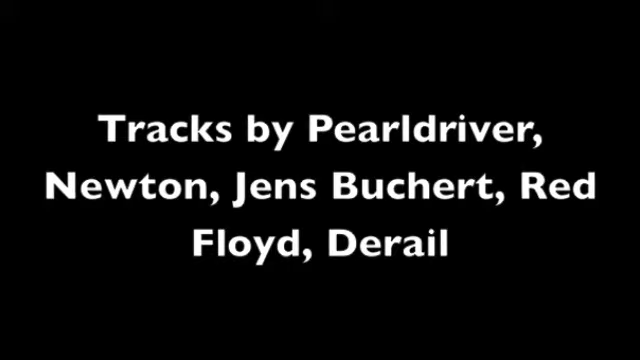 Tracks by Pearldriver,
Newton, Jens Buchert, Red
Floyd, Derail